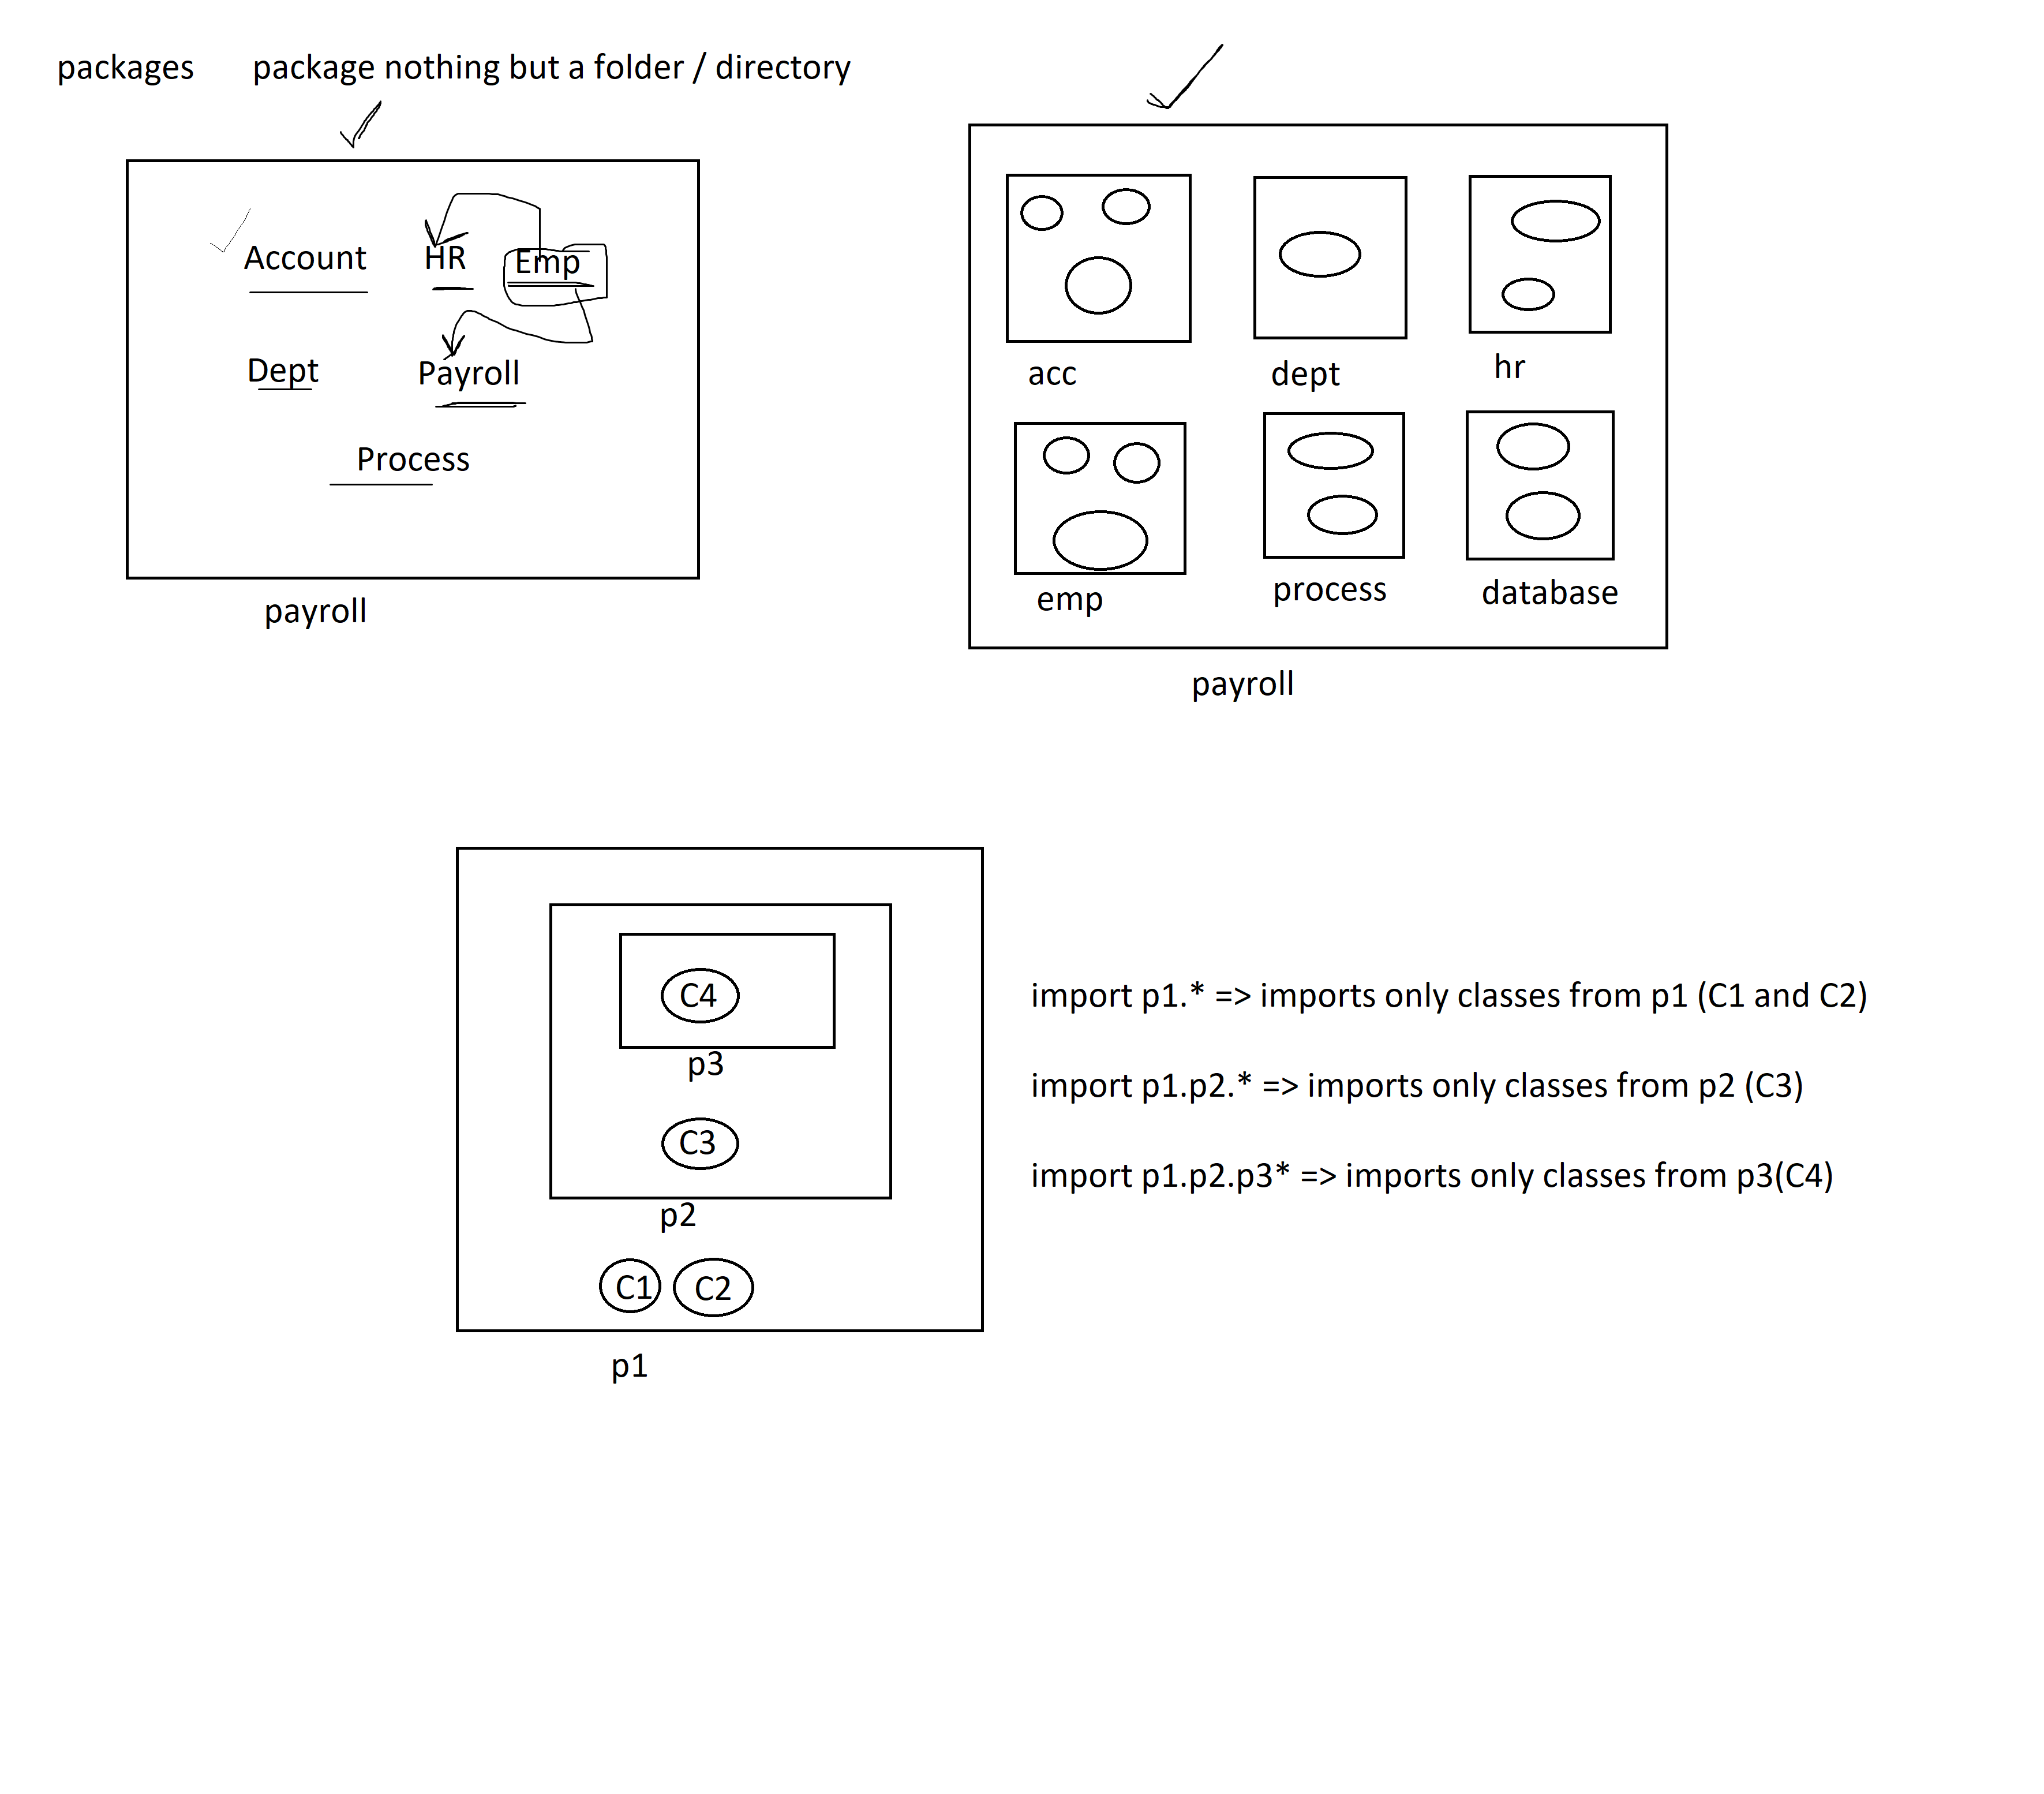 packages package nothing but a folder / directory
Account HR Emp
Dept Payroll
Process
payroll
acc dept hr
emp process database
payroll
C4
p3
C3
p2
C1 C2
p1
import p1.* => imports only classes from p1 (C1 and C2)
import p1.p2.* => imports only classes from p2 (C3)
import p1.p2.p3* => imports only classes from p3(C4)